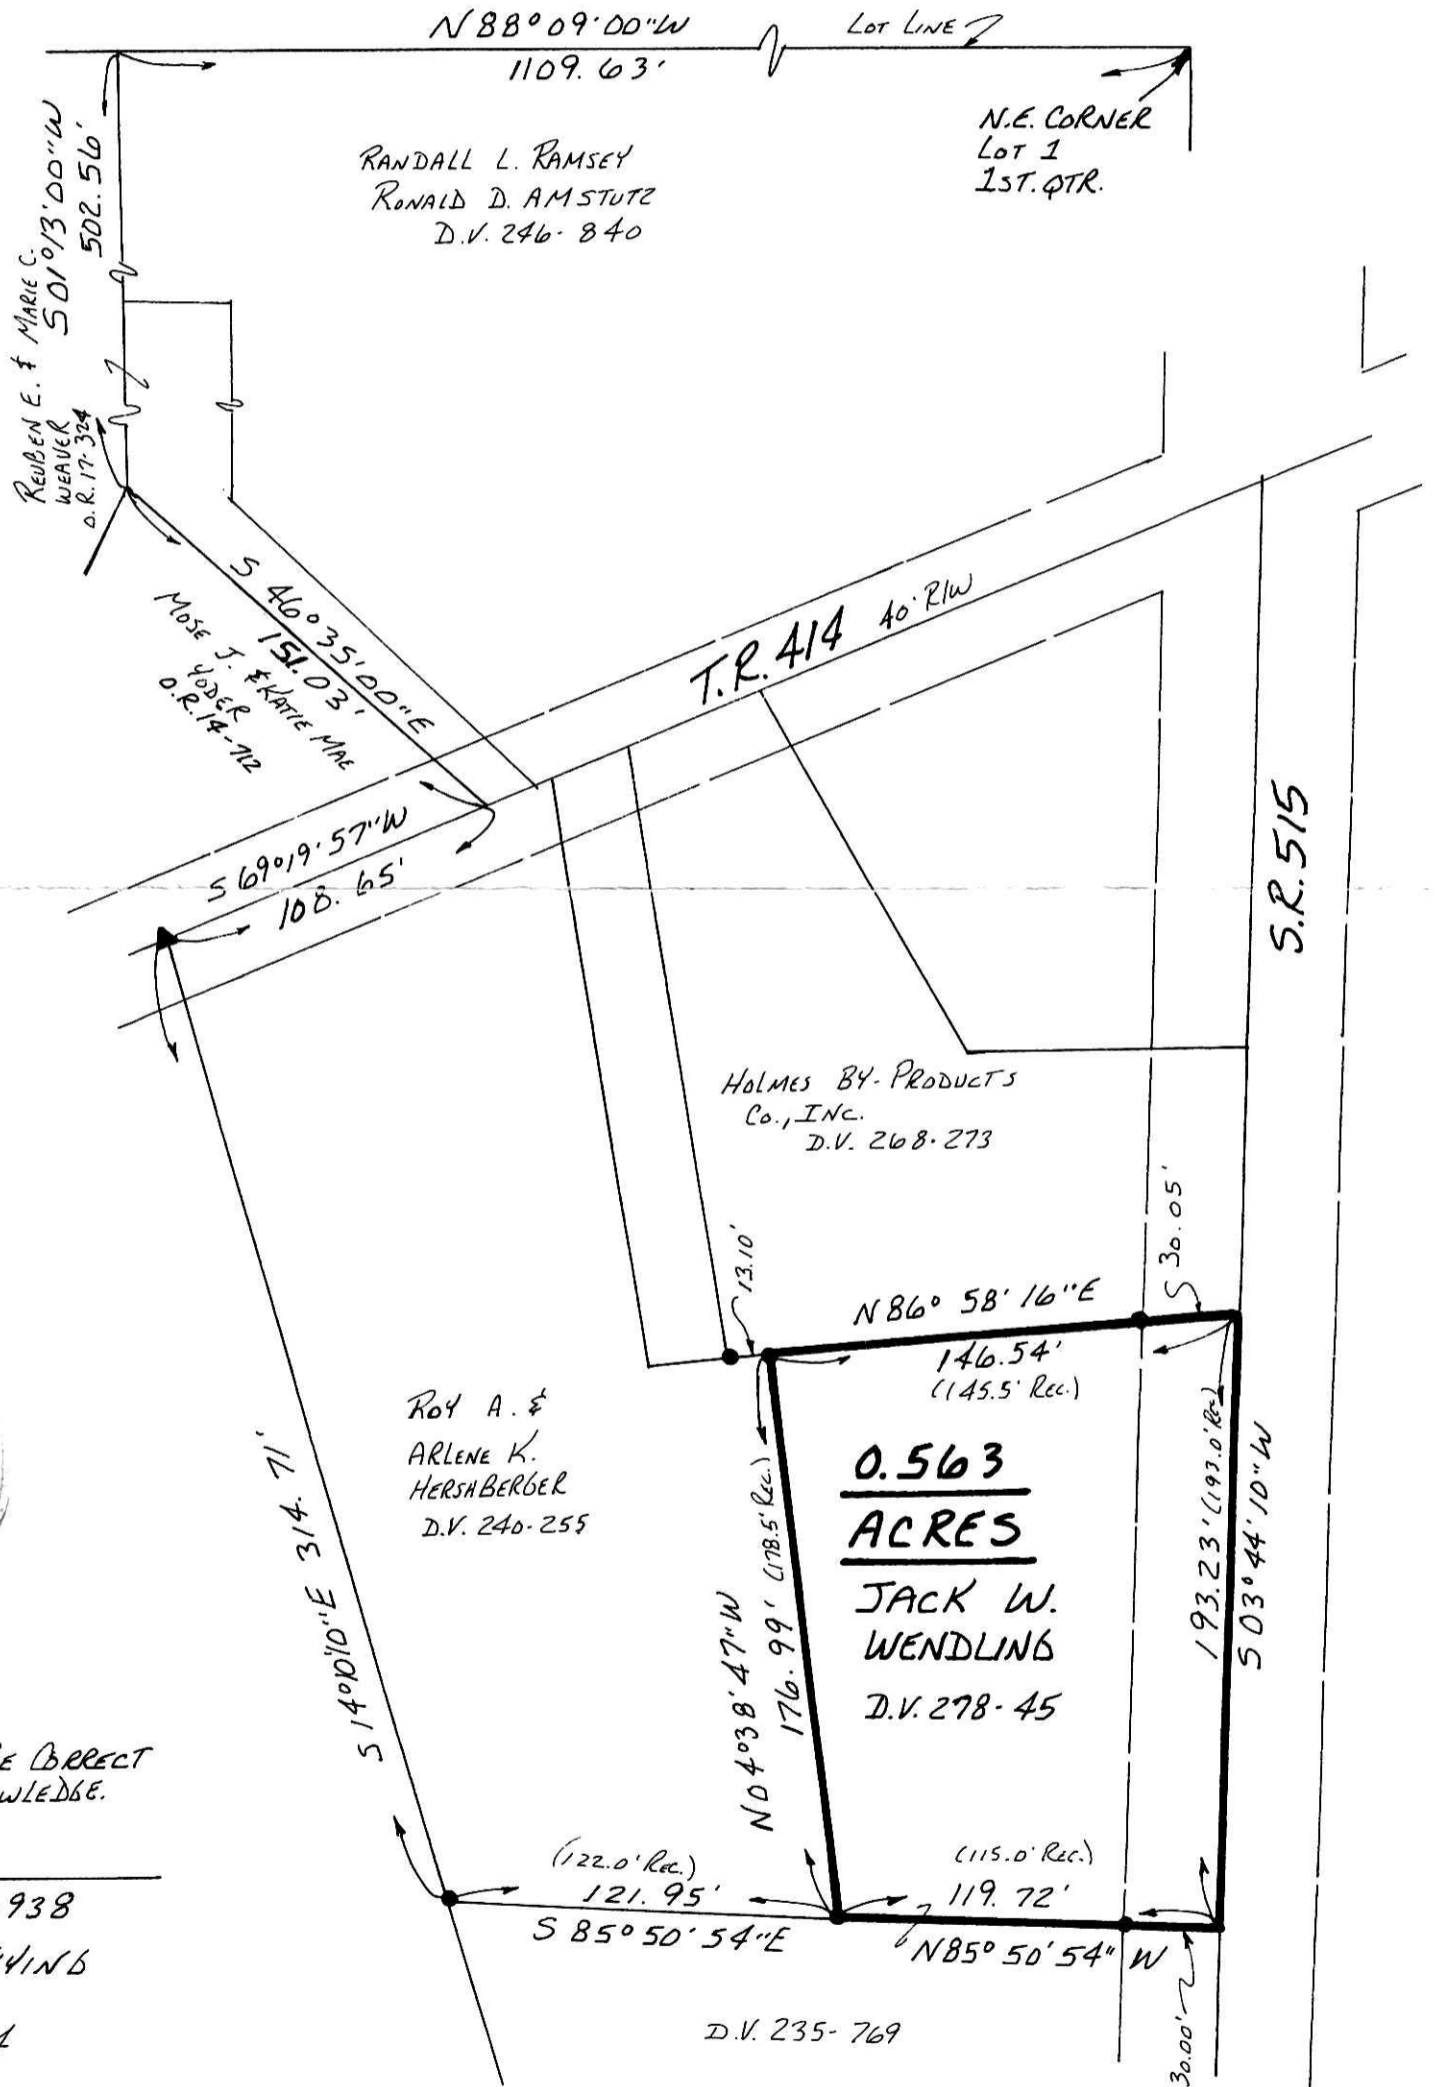 N 88° 09' 00" W
1109.63'
LOT LINE
N.E. CORNER
LOT 1
1ST. QTR.
RANDALL L. RAMSEY
RONALD D. AMSTUTZ
D.V. 246-840
S 01° 13' 00" W
502.56'
REUBEN E. & MARIE C.
WEAVER
O.R. 17-324
S 46° 35' 00" E
151.03'
MOSE J. & KATIE MAE
YODER
O.R. 14-712
T.R. 414 40' R/W
S 69° 19' 57" W
108.65'
S.R. 515
HOLMES BY-PRODUCTS
CO., INC.
D.V. 268-273
30.05'
13.10'
N 86° 58' 16" E
146.54'
(145.5' REC.)
ROY A. &
ARLENE K.
HERSHBERGER
D.V. 240-255
0.563
ACRES
JACK W.
WENDLING
D.V. 278-45
193.23' (193.0' REC.)
S 03° 44' 10" W
N 04° 38' 47" W
176.99' (178.5' REC.)
S 14° 10' 10" E 314.71'
E CORRECT
WLEDGE.
938
YING
(122.0' REC.)
121.95'
S 85° 50' 54" E
(115.0' REC.)
119.72'
N 85° 50' 54" W
30.00'
D.V. 235-769